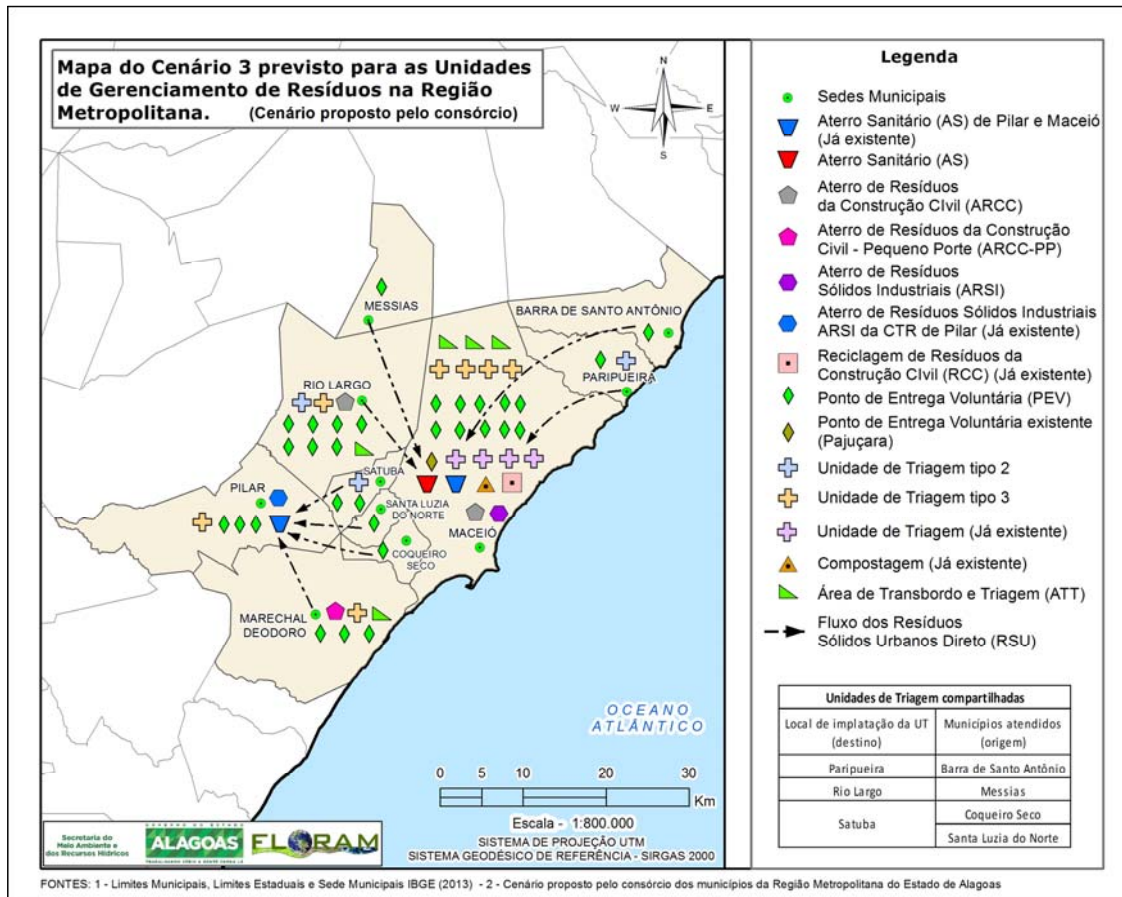 Mapa do Cenário 3 previsto para as Unidades
de Gerenciamento de Resíduos na Região
Metropolitana. (Cenário proposto pelo consórcio)
N
W
E
S
MESSIAS
BARRA DE SANTO ANTÔNIO
PARIPUEIRA
RIO LARGO
SATUBA
PILAR
SANTA LUZIA
DO NORTE
MACEIÓ
COQUEIRO
SECO
MARECHAL
DEODORO
OCEANO
ATLÂNTICO
0 5 10 20 30
Km
Escala - 1:800.000
SISTEMA DE PROJEÇÃO UTM
SISTEMA GEODÉSICO DE REFERÊNCIA - SIRGAS 2000
Secretaria do
Meio Ambiente e
dos Recursos Hídricos
GOVERNO DO ESTADO
ALAGOAS
FLORAM
Legenda
Sedes Municipais
Aterro Sanitário (AS) de Pilar e Maceió
(Já existente)
Aterro Sanitário (AS)
Aterro de Resíduos
da Construção CIvil (ARCC)
Aterro de Resíduos da Construção
Civil - Pequeno Porte (ARCC-PP)
Aterro de Resíduos
Sólidos Industriais (ARSI)
Aterro de Resíduos Sólidos Industriais
ARSI da CTR de Pilar (Já existente)
Reciclagem de Resíduos da
Construção CIvil (RCC) (Já existente)
Ponto de Entrega Voluntária (PEV)
Ponto de Entrega Voluntária existente
(Pajuçara)
Unidade de Triagem tipo 2
Unidade de Triagem tipo 3
Unidade de Triagem (Já existente)
Compostagem (Já existente)
Área de Transbordo e Triagem (ATT)
Fluxo dos Resíduos
Sólidos Urbanos Direto (RSU)
Unidades de Triagem compartilhadas
Local de implatação da UT
(destino)
Municípios atendidos
(origem)
Paripueira
Barra de Santo Antônio
Rio Largo
Messias
Satuba
Coqueiro Seco
Santa Luzia do Norte
FONTES: 1 - Limites Municipais, Limites Estaduais e Sede Municipais IBGE (2013) - 2 - Cenário proposto pelo consórcio dos municípios da Região Metropolitana do Estado de Alagoas